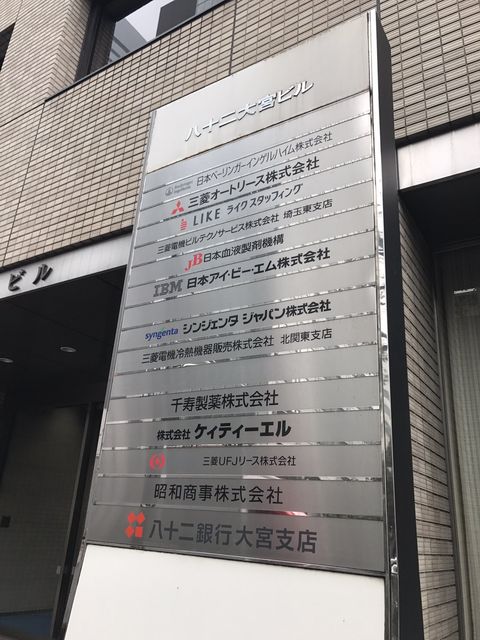 八十二大宮ビル
日本ベーリンガーインゲルハイム株式会社
三菱オートリース株式会社
LIKE ライクスタッフィング
三菱電機ビルテクノサービス株式会社 埼玉東支店
JB 日本血液製剤機構
IBM 日本アイ・ビー・エム株式会社
syngenta シンジェンタ ジャパン株式会社
三菱電機冷熱機器販売株式会社 北関東支店
千寿製薬株式会社
株式会社 ケィティーエル
三菱UFJリース株式会社
昭和商事株式会社
八十二銀行 大宮支店
ビル